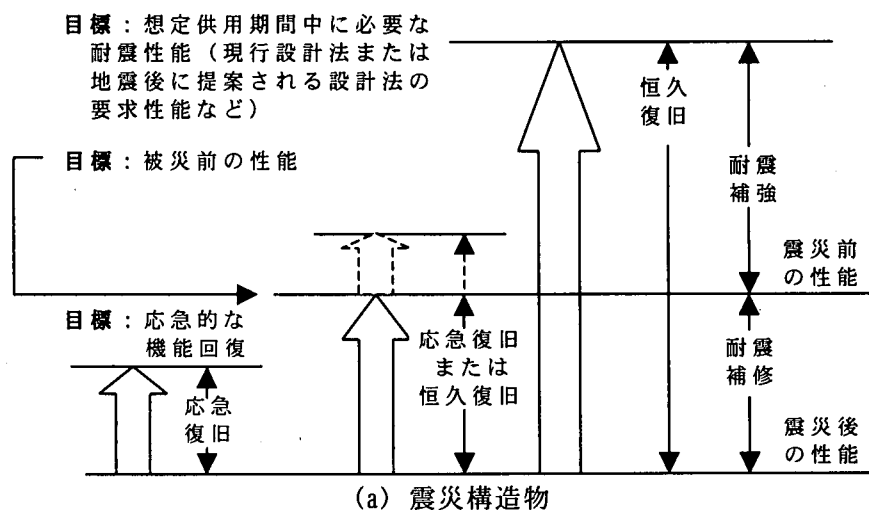 目標：想定供用期間中に必要な
耐震性能（現行設計法または
地震後に提案される設計法の
要求性能など）
目標：被災前の性能
目標：応急的な
機能回復
応急
復旧
応急復旧
または
恒久復旧
恒久
復旧
耐震
補強
震災前
の性能
耐震
補修
震災後
の性能
(a) 震災構造物